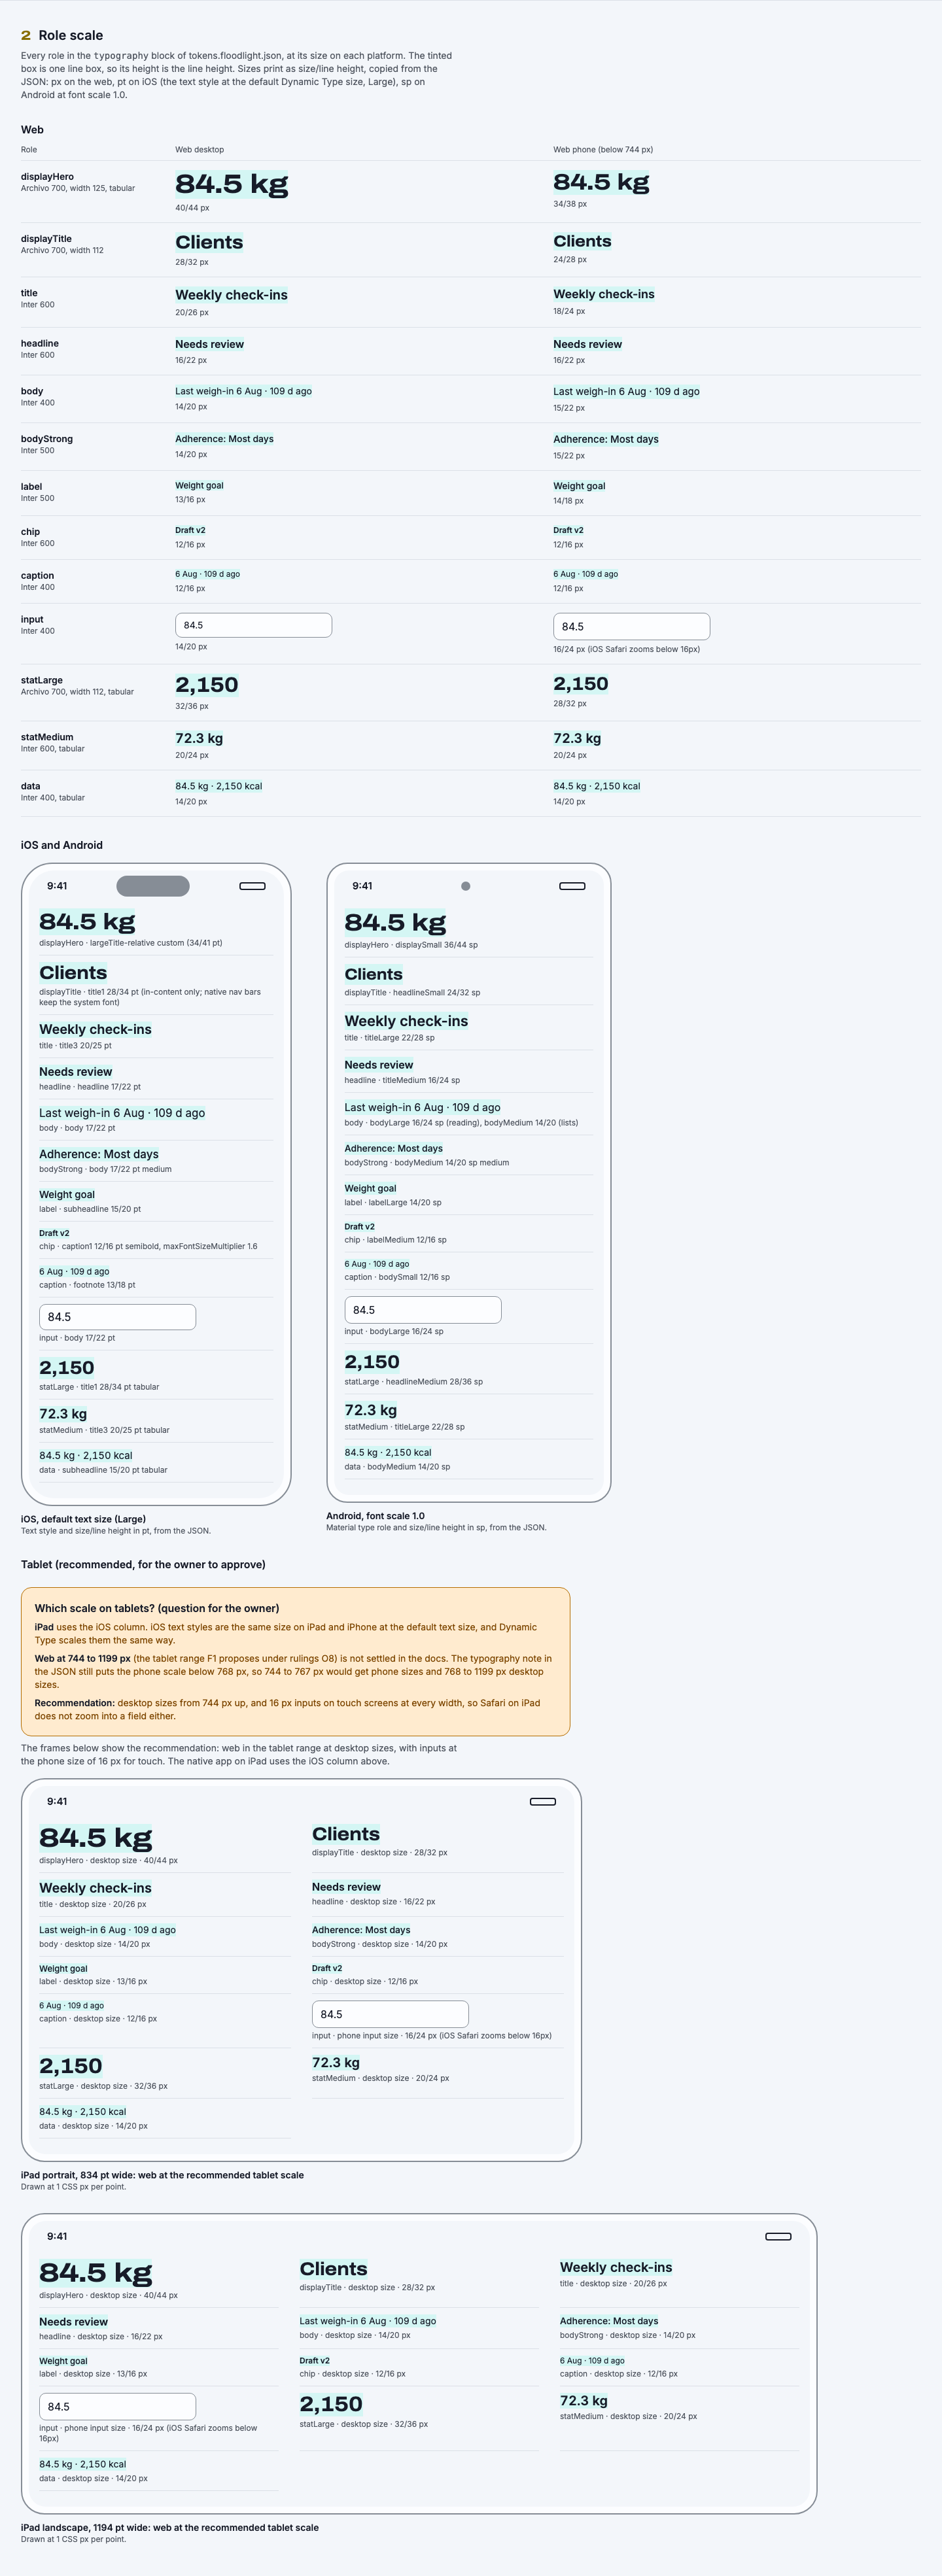 2 Role scale
Every role in the typography block of tokens.floodlight.json, at its size on each platform. The tinted
box is one line box, so its height is the line height. Sizes print as size/line height, copied from the
JSON: px on the web, pt on iOS (the text style at the default Dynamic Type size, Large), sp on
Android at font scale 1.0.
Web
Role Web desktop Web phone (below 744 px)
displayHero 84.5 kg 84.5 kg
Archivo 700, width 125, tabular
40/44 px 34/38 px
displayTitle Clients Clients
Archivo 700, width 112
28/32 px 24/28 px
title Weekly check-ins Weekly check-ins
Inter 600
20/26 px 18/24 px
headline Needs review Needs review
Inter 600
16/22 px 16/22 px
body Last weigh-in 6 Aug · 109 d ago Last weigh-in 6 Aug · 109 d ago
Inter 400
14/20 px 15/22 px
bodyStrong Adherence: Most days Adherence: Most days
Inter 500
14/20 px 15/22 px
label Weight goal Weight goal
Inter 500
13/16 px 14/18 px
chip Draft v2 Draft v2
Inter 600
12/16 px 12/16 px
caption 6 Aug · 109 d ago 6 Aug · 109 d ago
Inter 400
12/16 px 12/16 px
input 84.5 84.5
Inter 400
14/20 px 16/24 px (iOS Safari zooms below 16px)
statLarge 2,150 2,150
Archivo 700, width 112, tabular
32/36 px 28/32 px
statMedium 72.3 kg 72.3 kg
Inter 600, tabular
20/24 px 20/24 px
data 84.5 kg · 2,150 kcal 84.5 kg · 2,150 kcal
Inter 400, tabular
14/20 px 14/20 px
iOS and Android
9:41
84.5 kg
displayHero · largeTitle-relative custom (34/41 pt)
Clients
displayTitle · title1 28/34 pt (in-content only; native nav bars
keep the system font)
Weekly check-ins
title · title3 20/25 pt
Needs review
headline · headline 17/22 pt
Last weigh-in 6 Aug · 109 d ago
body · body 17/22 pt
Adherence: Most days
bodyStrong · body 17/22 pt medium
Weight goal
label · subheadline 15/20 pt
Draft v2
chip · caption1 12/16 pt semibold, maxFontSizeMultiplier 1.6
6 Aug · 109 d ago
caption · footnote 13/18 pt
84.5
input · body 17/22 pt
2,150
statLarge · title1 28/34 pt tabular
72.3 kg
statMedium · title3 20/25 pt tabular
84.5 kg · 2,150 kcal
data · subheadline 15/20 pt tabular
iOS, default text size (Large)
Text style and size/line height in pt, from the JSON.
9:41
84.5 kg
displayHero · displaySmall 36/44 sp
Clients
displayTitle · headlineSmall 24/32 sp
Weekly check-ins
title · titleLarge 22/28 sp
Needs review
headline · titleMedium 16/24 sp
Last weigh-in 6 Aug · 109 d ago
body · bodyLarge 16/24 sp (reading), bodyMedium 14/20 (lists)
Adherence: Most days
bodyStrong · bodyMedium 14/20 sp medium
Weight goal
label · labelLarge 14/20 sp
Draft v2
chip · labelMedium 12/16 sp
6 Aug · 109 d ago
caption · bodySmall 12/16 sp
84.5
input · bodyLarge 16/24 sp
2,150
statLarge · headlineMedium 28/36 sp
72.3 kg
statMedium · titleLarge 22/28 sp
84.5 kg · 2,150 kcal
data · bodyMedium 14/20 sp
Android, font scale 1.0
Material type role and size/line height in sp, from the JSON.
Tablet (recommended, for the owner to approve)
Which scale on tablets? (question for the owner)
iPad uses the iOS column. iOS text styles are the same size on iPad and iPhone at the default text size, and Dynamic
Type scales them the same way.
Web at 744 to 1199 px (the tablet range F1 proposes under rulings O8) is not settled in the docs. The typography note in
the JSON still puts the phone scale below 768 px, so 744 to 767 px would get phone sizes and 768 to 1199 px desktop
sizes.
Recommendation: desktop sizes from 744 px up, and 16 px inputs on touch screens at every width, so Safari on iPad
does not zoom into a field either.
The frames below show the recommendation: web in the tablet range at desktop sizes, with inputs at
the phone size of 16 px for touch. The native app on iPad uses the iOS column above.
9:41
84.5 kg Clients
displayHero · desktop size · 40/44 px displayTitle · desktop size · 28/32 px
Weekly check-ins Needs review
title · desktop size · 20/26 px headline · desktop size · 16/22 px
Last weigh-in 6 Aug · 109 d ago Adherence: Most days
body · desktop size · 14/20 px bodyStrong · desktop size · 14/20 px
Weight goal Draft v2
label · desktop size · 13/16 px chip · desktop size · 12/16 px
6 Aug · 109 d ago 84.5
caption · desktop size · 12/16 px input · phone input size · 16/24 px (iOS Safari zooms below 16px)
2,150 72.3 kg
statLarge · desktop size · 32/36 px statMedium · desktop size · 20/24 px
84.5 kg · 2,150 kcal
data · desktop size · 14/20 px
iPad portrait, 834 pt wide: web at the recommended tablet scale
Drawn at 1 CSS px per point.
9:41
84.5 kg Clients Weekly check-ins
displayHero · desktop size · 40/44 px displayTitle · desktop size · 28/32 px title · desktop size · 20/26 px
Needs review Last weigh-in 6 Aug · 109 d ago Adherence: Most days
headline · desktop size · 16/22 px body · desktop size · 14/20 px bodyStrong · desktop size · 14/20 px
Weight goal Draft v2 6 Aug · 109 d ago
label · desktop size · 13/16 px chip · desktop size · 12/16 px caption · desktop size · 12/16 px
84.5 2,150 72.3 kg
input · phone input size · 16/24 px (iOS Safari zooms below
16px)
statLarge · desktop size · 32/36 px statMedium · desktop size · 20/24 px
84.5 kg · 2,150 kcal
data · desktop size · 14/20 px
iPad landscape, 1194 pt wide: web at the recommended tablet scale
Drawn at 1 CSS px per point.